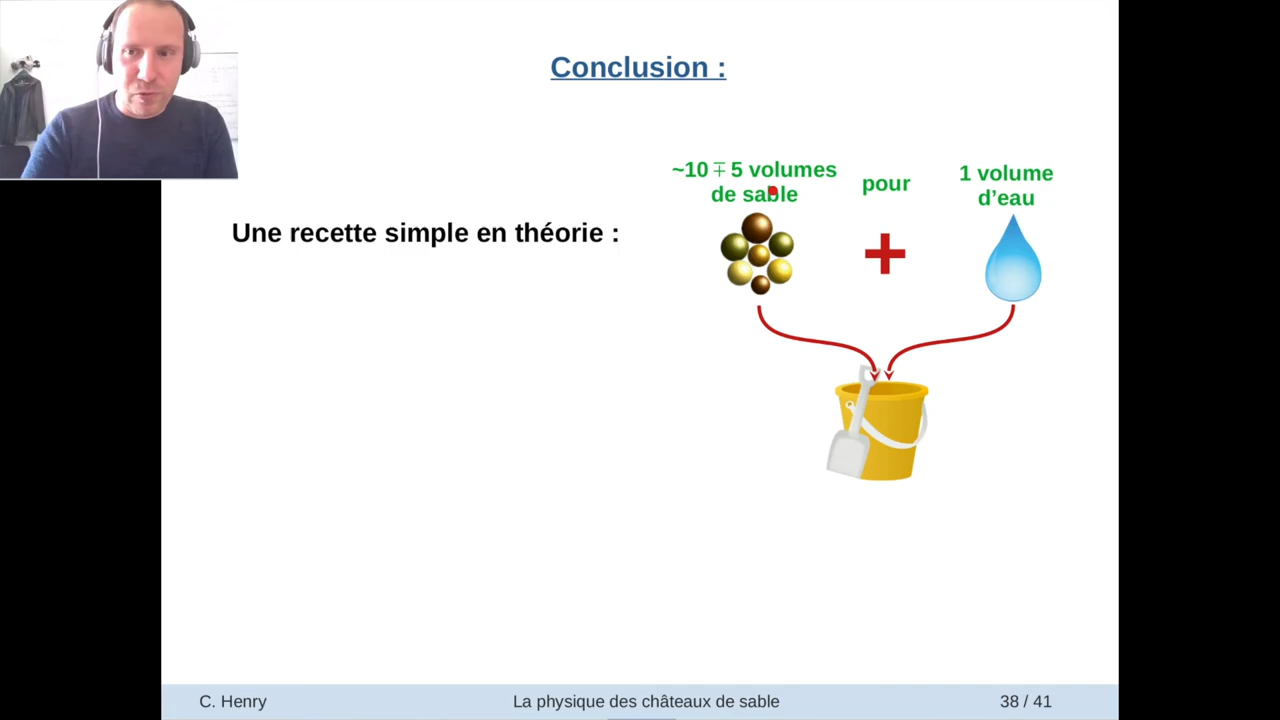 Conclusion :
~10 ∓ 5 volumes
de sable
pour
1 volume
d’eau
Une recette simple en théorie :
C. Henry
La physique des châteaux de sable
38 / 41